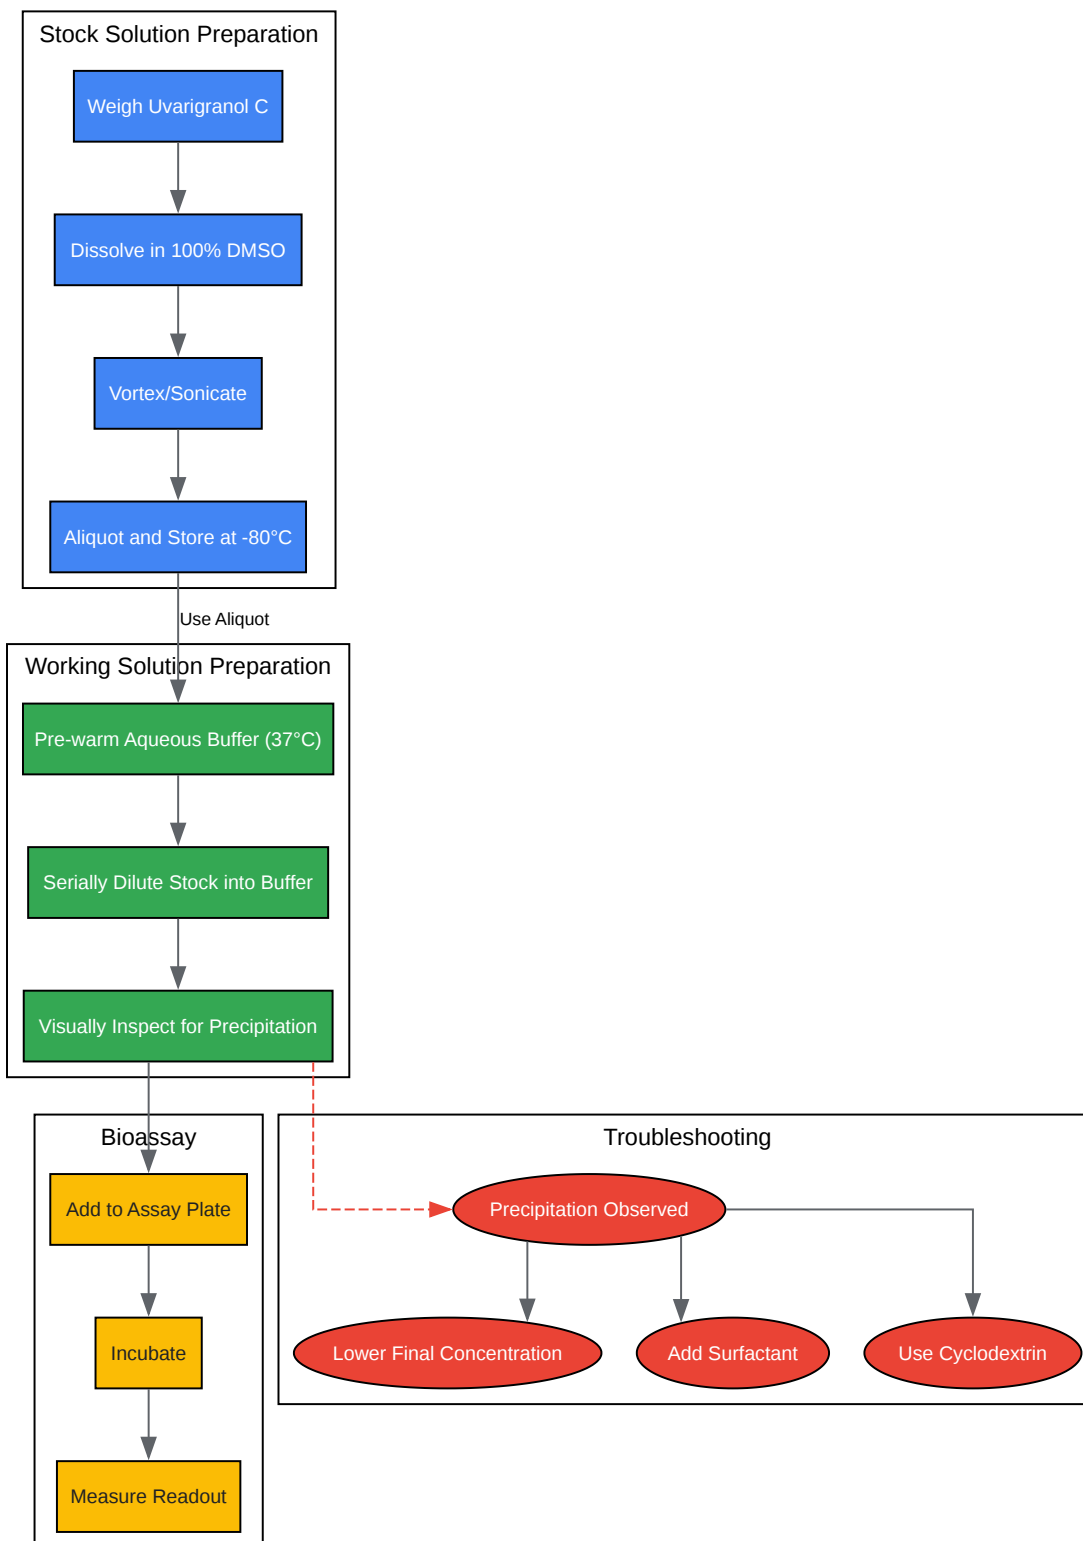 Stock Solution Preparation
Weigh Uvarigranol C
Dissolve in 100% DMSO
Vortex/Sonicate
Aliquot and Store at -80°C
Use Aliquot
Working Solution Preparation
Pre-warm Aqueous Buffer (37°C)
Serially Dilute Stock into Buffer
Visually Inspect for Precipitation
Bioassay
Add to Assay Plate
Incubate
Measure Readout
Troubleshooting
Precipitation Observed
Lower Final Concentration
Add Surfactant
Use Cyclodextrin